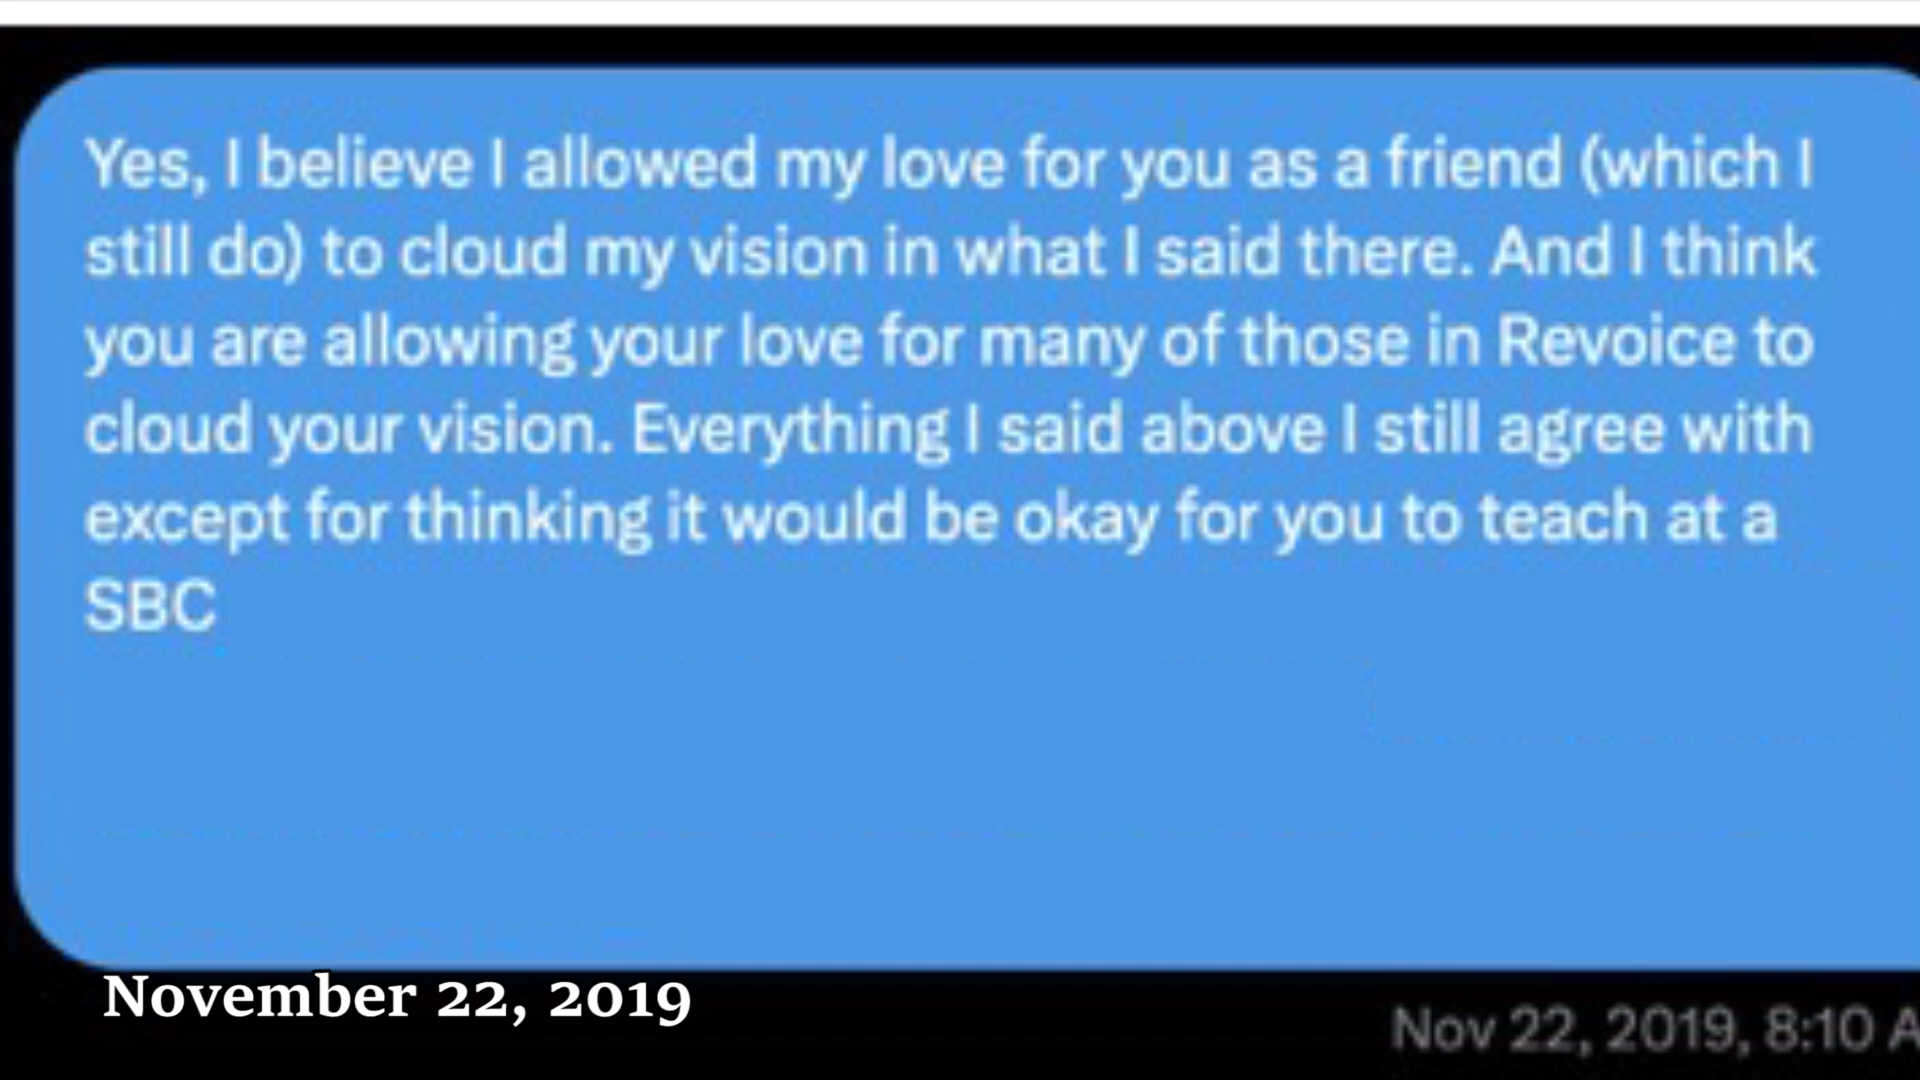 Yes, I believe I allowed my love for you as a friend (which I
still do) to cloud my vision in what I said there. And I think
you are allowing your love for many of those in Revoice to
cloud your vision. Everything I said above I still agree with
except for thinking it would be okay for you to teach at a
SBC
November 22, 2019
Nov 22, 2019, 8:10 A